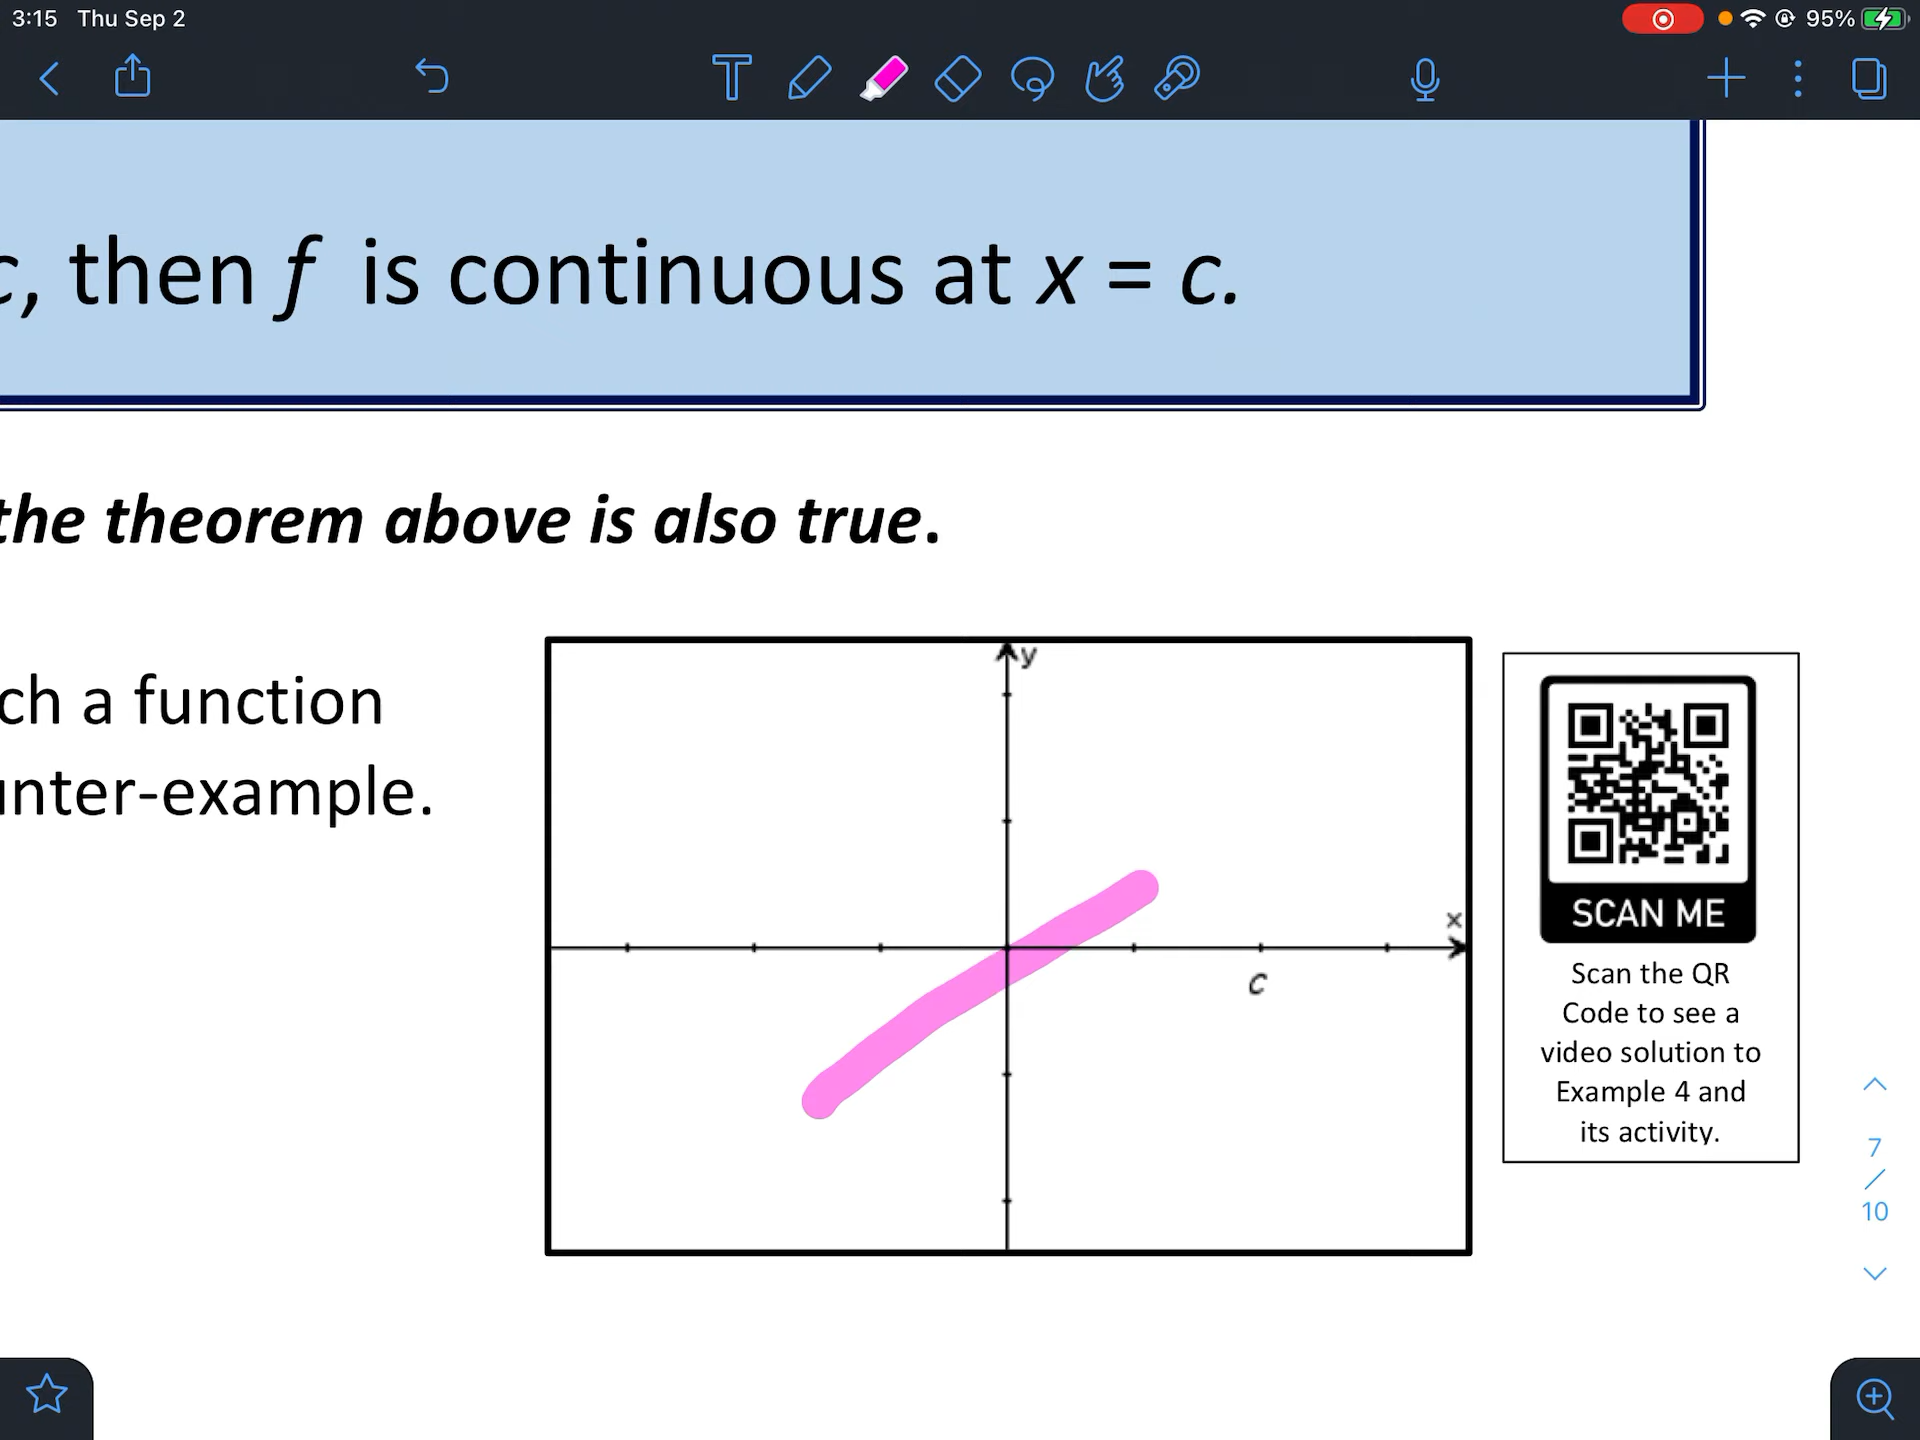 3:15 Thu Sep 2
95%
c, then f is continuous at x = c.
the theorem above is also true.
ch a function
unter-example.
y
x
c
SCAN ME
Scan the QR
Code to see a
video solution to
Example 4 and
its activity.
7
/
10